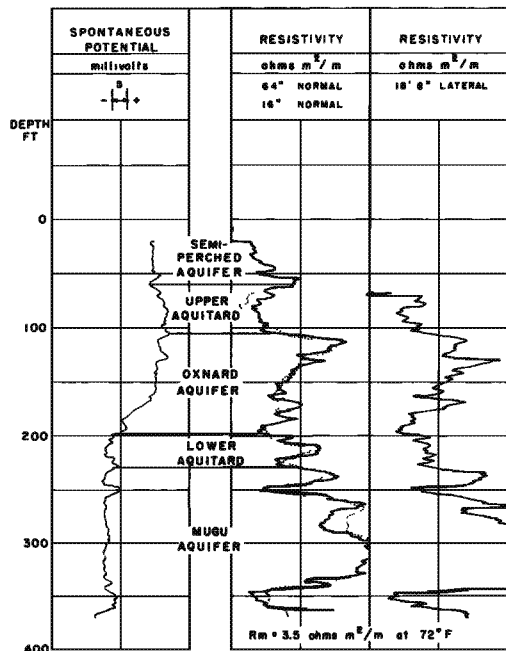 SPONTANEOUS
POTENTIAL
millivolts
5
- +
RESISTIVITY
ohms m²/m
64" NORMAL
16" NORMAL
RESISTIVITY
ohms m²/m
18' 8" LATERAL
DEPTH
FT
0
SEMI-
PERCHED
AQUIFER
UPPER
AQUITARD
100
OXNARD
AQUIFER
200
LOWER
AQUITARD
MUGU
AQUIFER
300
Rm = 3.5 ohms m²/m at 72° F
400